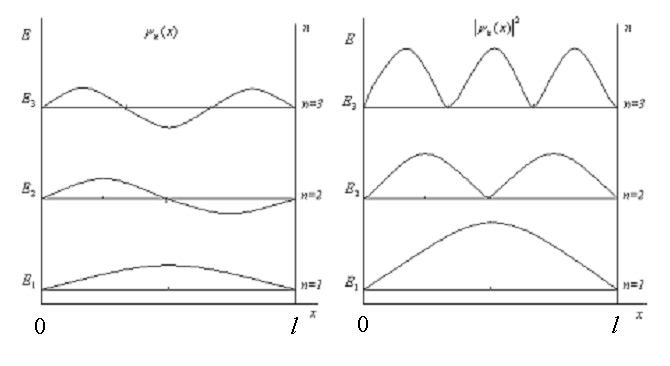 E ψn(x) n
E3 n=3
E2 n=2
E1 n=1
x
0 l
E |ψn(x)|² n
E3 n=3
E2 n=2
E1 n=1
x
0 l